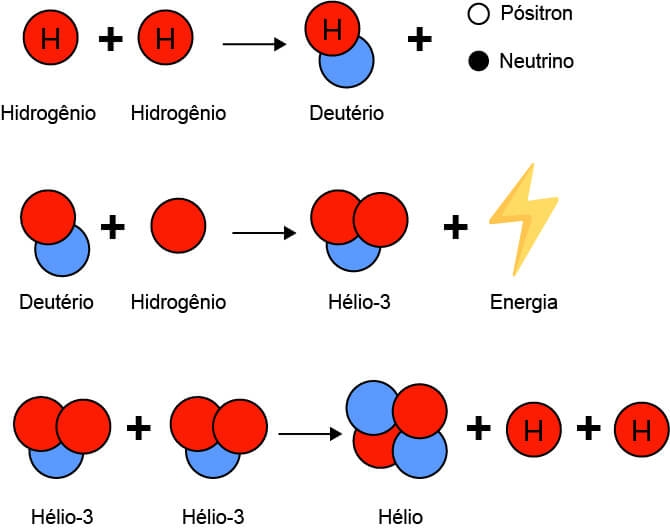 H + H H + Pósitron
Neutrino
Hidrogênio Hidrogênio Deutério
+ +
Deutério Hidrogênio Hélio-3 Energia
+ + H + H
Hélio-3 Hélio-3 Hélio